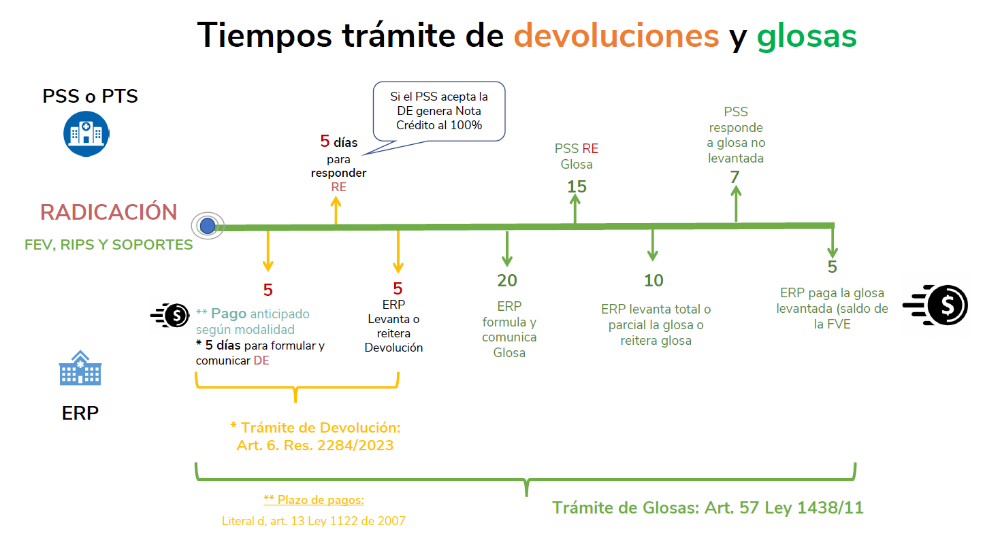 Tiempos trámite de devoluciones y glosas
PSS o PTS
Si el PSS acepta la
DE genera Nota
Crédito al 100%
5 días
para
responder
RE
PSS RE
Glosa
15
PSS
responde
a glosa no
levantada
7
RADICACIÓN
FEV, RIPS Y SOPORTES
5
** Pago anticipado
según modalidad
* 5 días para formular y
comunicar DE
5
ERP
Levanta o
reitera
Devolución
20
ERP
formula y
comunica
Glosa
10
ERP levanta total o
parcial la glosa o
reitera glosa
5
ERP paga la glosa
levantada (saldo de
la FVE
$
$
ERP
* Trámite de Devolución:
Art. 6. Res. 2284/2023
** Plazo de pagos:
Literal d, art. 13 Ley 1122 de 2007
Trámite de Glosas: Art. 57 Ley 1438/11